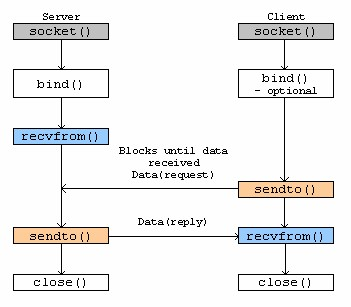 Server
Client
socket()
socket()
bind()
bind()
- optional
recvfrom()
Blocks until data
received
Data(request)
sendto()
sendto()
Data(reply)
recvfrom()
close()
close()